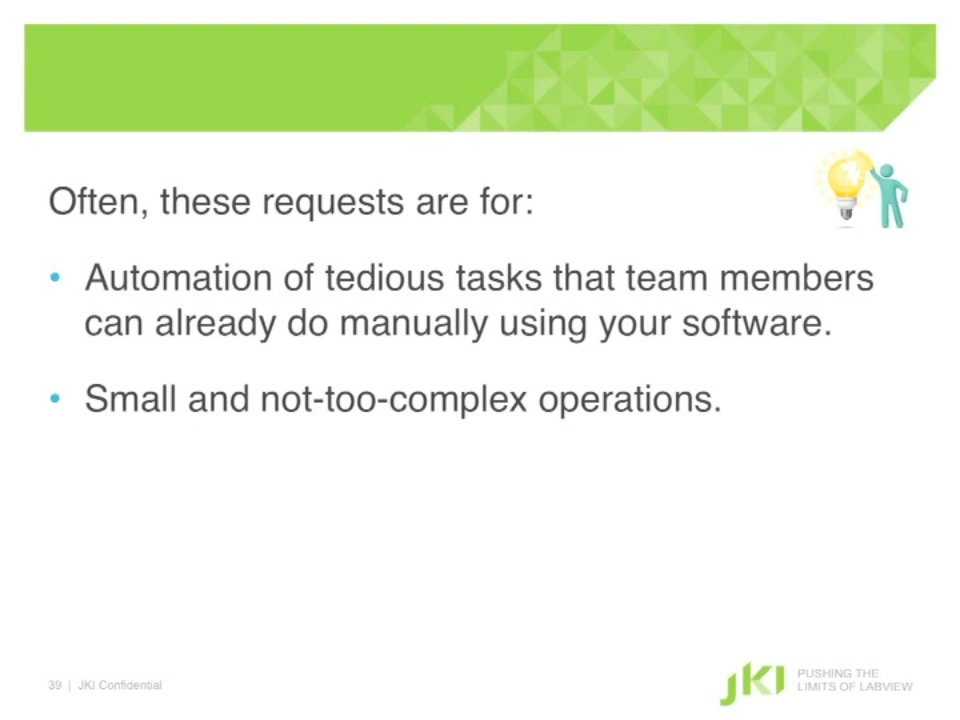 Often, these requests are for:
• Automation of tedious tasks that team members
can already do manually using your software.
• Small and not-too-complex operations.
39 | JKI Confidential
JKI
PUSHING THE
LIMITS OF LABVIEW